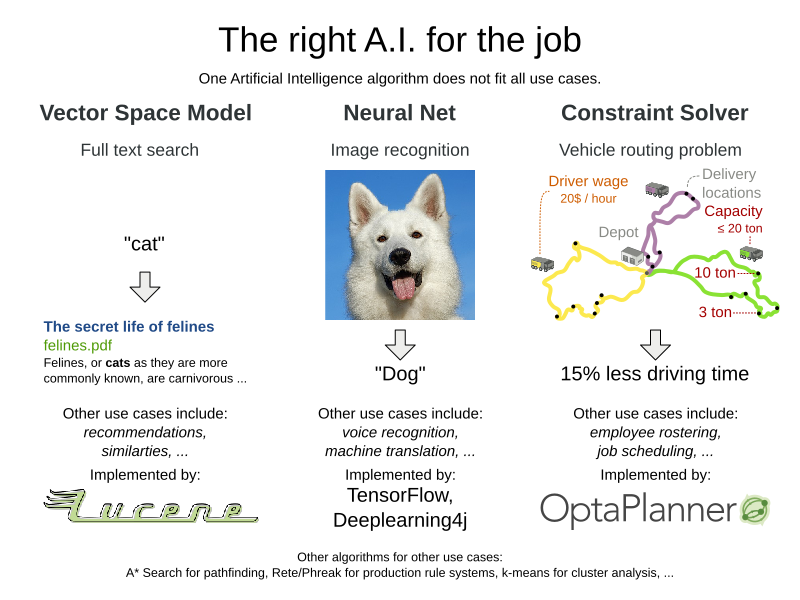 The right A.I. for the job
One Artificial Intelligence algorithm does not fit all use cases.
Vector Space Model
Full text search
"cat"
The secret life of felines
felines.pdf
Felines, or cats as they are more
commonly known, are carnivorous ...
Other use cases include:
recommendations,
similarties, ...
Implemented by:
Lucene
Neural Net
Image recognition
"Dog"
Other use cases include:
voice recognition,
machine translation, ...
Implemented by:
TensorFlow,
Deeplearning4j
Constraint Solver
Vehicle routing problem
Driver wage
20$ / hour
Delivery
locations
Capacity
≤ 20 ton
Depot
10 ton
3 ton
15% less driving time
Other use cases include:
employee rostering,
job scheduling, ...
Implemented by:
OptaPlanner
Other algorithms for other use cases:
A* Search for pathfinding, Rete/Phreak for production rule systems, k-means for cluster analysis, ...